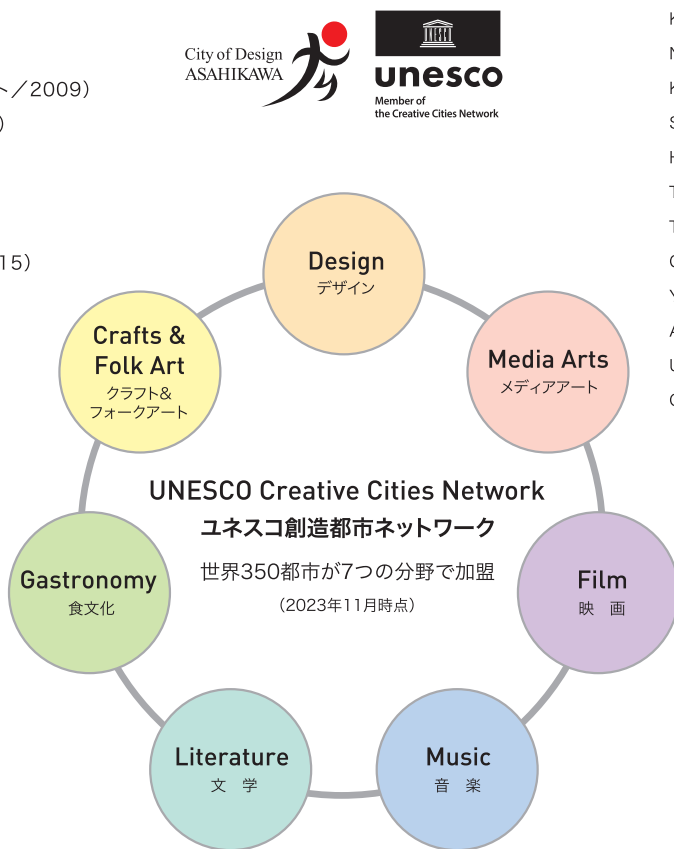 City of Design
ASAHIKAWA
unesco
Member of
the Creative Cities Network
ト／2009）
）
15）
Design
デザイン
Crafts &
Folk Art
クラフト&
フォークアート
Media Arts
メディアアート
UNESCO Creative Cities Network
ユネスコ創造都市ネットワーク
世界350都市が7つの分野で加盟
（2023年11月時点）
Gastronomy
食文化
Film
映　画
Literature
文　学
Music
音　楽